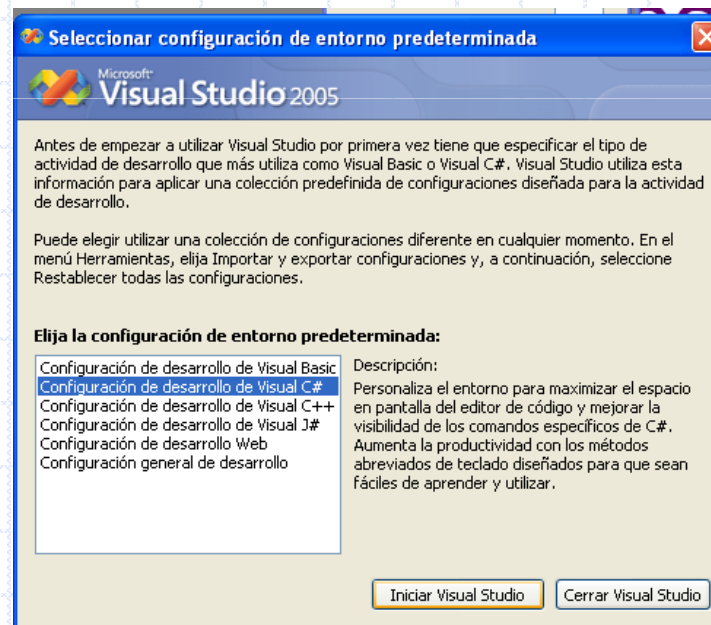 Seleccionar configuración de entorno predeterminada
Microsoft
Visual Studio 2005
Antes de empezar a utilizar Visual Studio por primera vez tiene que especificar el tipo de
actividad de desarrollo que más utiliza como Visual Basic o Visual C#. Visual Studio utiliza esta
información para aplicar una colección predefinida de configuraciones diseñada para la actividad
de desarrollo.
Puede elegir utilizar una colección de configuraciones diferente en cualquier momento. En el
menú Herramientas, elija Importar y exportar configuraciones y, a continuación, seleccione
Restablecer todas las configuraciones.
Elija la configuración de entorno predeterminada:
Configuración de desarrollo de Visual Basic
Configuración de desarrollo de Visual C#
Configuración de desarrollo de Visual C++
Configuración de desarrollo de Visual J#
Configuración de desarrollo Web
Configuración general de desarrollo
Descripción:
Personaliza el entorno para maximizar el espacio
en pantalla del editor de código y mejorar la
visibilidad de los comandos específicos de C#.
Aumenta la productividad con los métodos
abreviados de teclado diseñados para que sean
fáciles de aprender y utilizar.
Iniciar Visual Studio
Cerrar Visual Studio